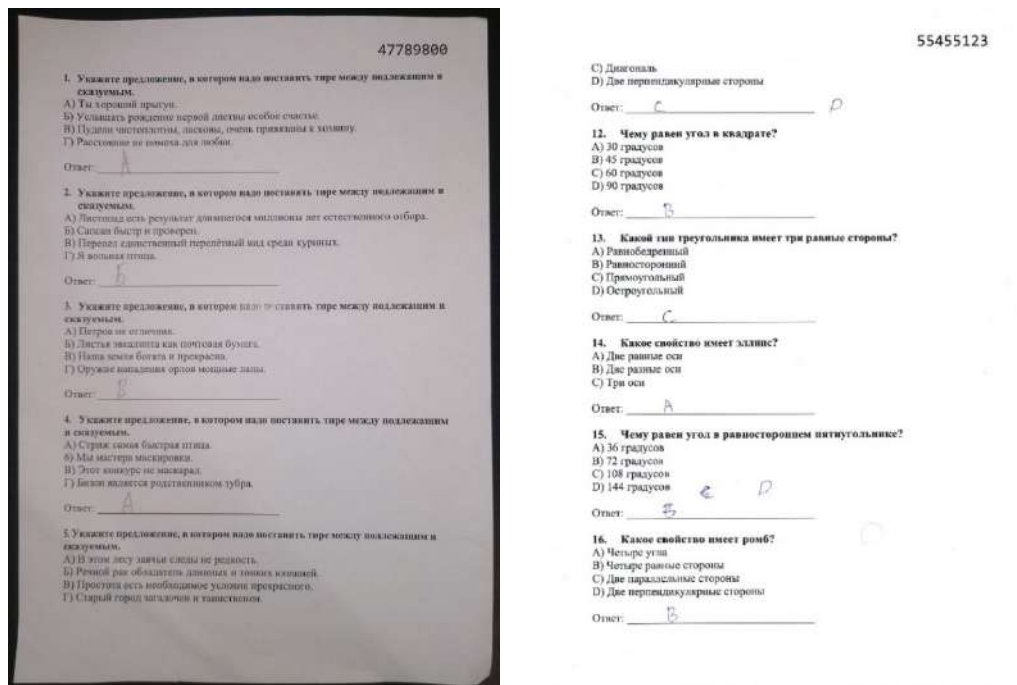 47789800
1. Укажите предложение, в котором надо поставить тире между подлежащим и
сказуемым.
А) Ты хороший прыгун.
Б) Услышать рождение первой листвы особое счастье.
В) Пудели чистоплотны, ласковы, очень привязаны к хозяину.
Г) Расстояние не помеха для любви.
Ответ: А
2. Укажите предложение, в котором надо поставить тире между подлежащим и
сказуемым.
А) Листопад есть результат длившегося миллионы лет естественного отбора.
Б) Сапсан быстр и проверен.
В) Перепел единственный перелётный вид среди куриных.
Г) Я вольная птица.
Ответ: Б
3. Укажите предложение, в котором надо поставить тире между подлежащим и
сказуемым.
А) Петров не отличник.
Б) Листья эвкалипта как почтовая бумага.
В) Наша земля богата и прекрасна.
Г) Оружие нападения орлов мощные лапы.
Ответ: В
4. Укажите предложение, в котором надо поставить тире между подлежащим
и сказуемым.
А) Стриж самая быстрая птица.
б) Мы мастера маскировки.
В) Этот конкурс не маскарад.
Г) Бизон является родственником зубра.
Ответ: А
5. Укажите предложение, в котором надо поставить тире между подлежащим и
сказуемым.
А) В этом лесу заячьи следы не редкость.
Б) Речной рак обладатель длинных и тонких клешней.
В) Простота есть необходимое условие прекрасного.
Г) Старый город загадочен и таинственен.
55455123
C) Диагональ
D) Две перпендикулярные стороны
Ответ: C D
12. Чему равен угол в квадрате?
A) 30 градусов
B) 45 градусов
C) 60 градусов
D) 90 градусов
Ответ: B
13. Какой тип треугольника имеет три равные стороны?
A) Равнобедренный
B) Равносторонний
C) Прямоугольный
D) Остроугольный
Ответ: C
14. Какое свойство имеет эллипс?
A) Две равные оси
B) Две разные оси
C) Три оси
Ответ: A
15. Чему равен угол в равностороннем пятиугольнике?
A) 36 градусов
B) 72 градусов
C) 108 градусов
D) 144 градусов
C D
Ответ: B
16. Какое свойство имеет ромб?
A) Четыре угла
B) Четыре равные стороны
C) Две параллельные стороны
D) Две перпендикулярные стороны
Ответ: B